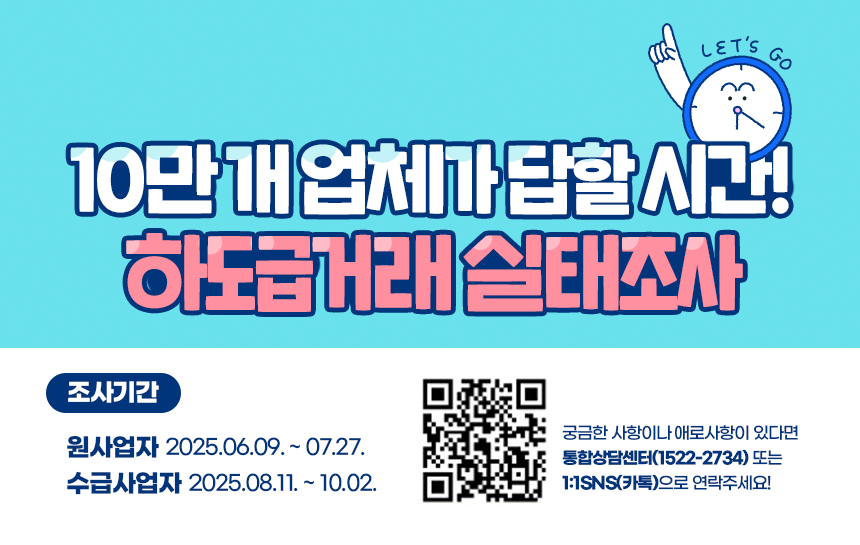 LET'S GO
10만 개 업체가 답할 시간!
하도급거래 실태조사
조사기간
원사업자 2025.06.09. ~ 07.27.
수급사업자 2025.08.11. ~ 10.02.
궁금한 사항이나 애로사항이 있다면
통합상담센터(1522-2734) 또는
1:1SNS(카톡)으로 연락주세요!